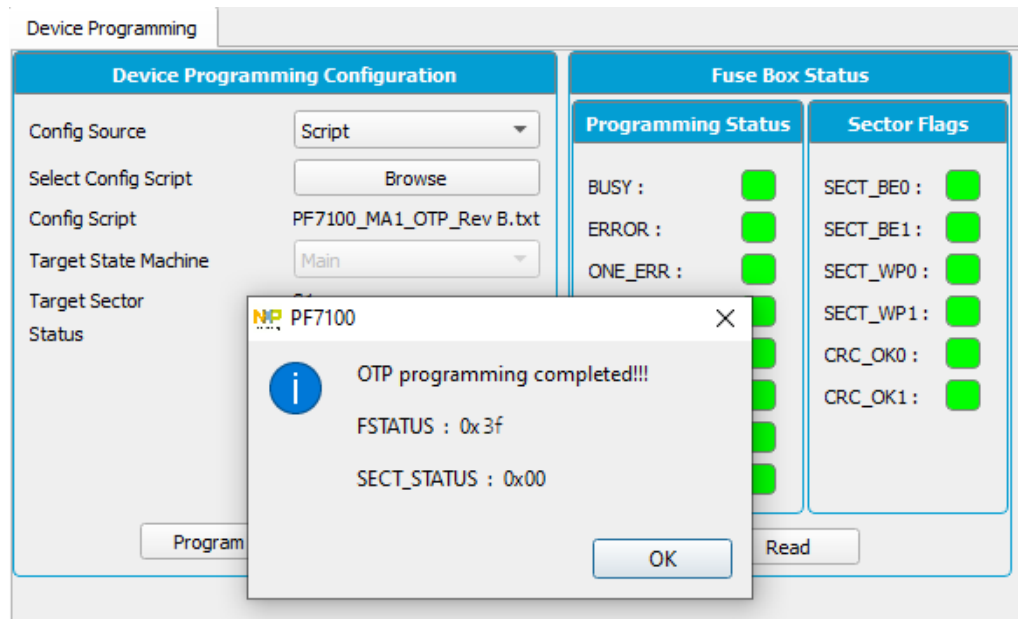 Device Programming
Device Programming Configuration
Config Source
Script
Select Config Script
Browse
Config Script
PF7100_MA1_OTP_Rev B.txt
Target State Machine
Main
Target Sector
Status
Program
Fuse Box Status
Programming Status
BUSY :
ERROR :
ONE_ERR :
Sector Flags
SECT_BE0 :
SECT_BE1 :
SECT_WP0 :
SECT_WP1 :
CRC_OK0 :
CRC_OK1 :
Read
NXP PF7100
OTP programming completed!!!
FSTATUS : 0x3f
SECT_STATUS : 0x00
OK